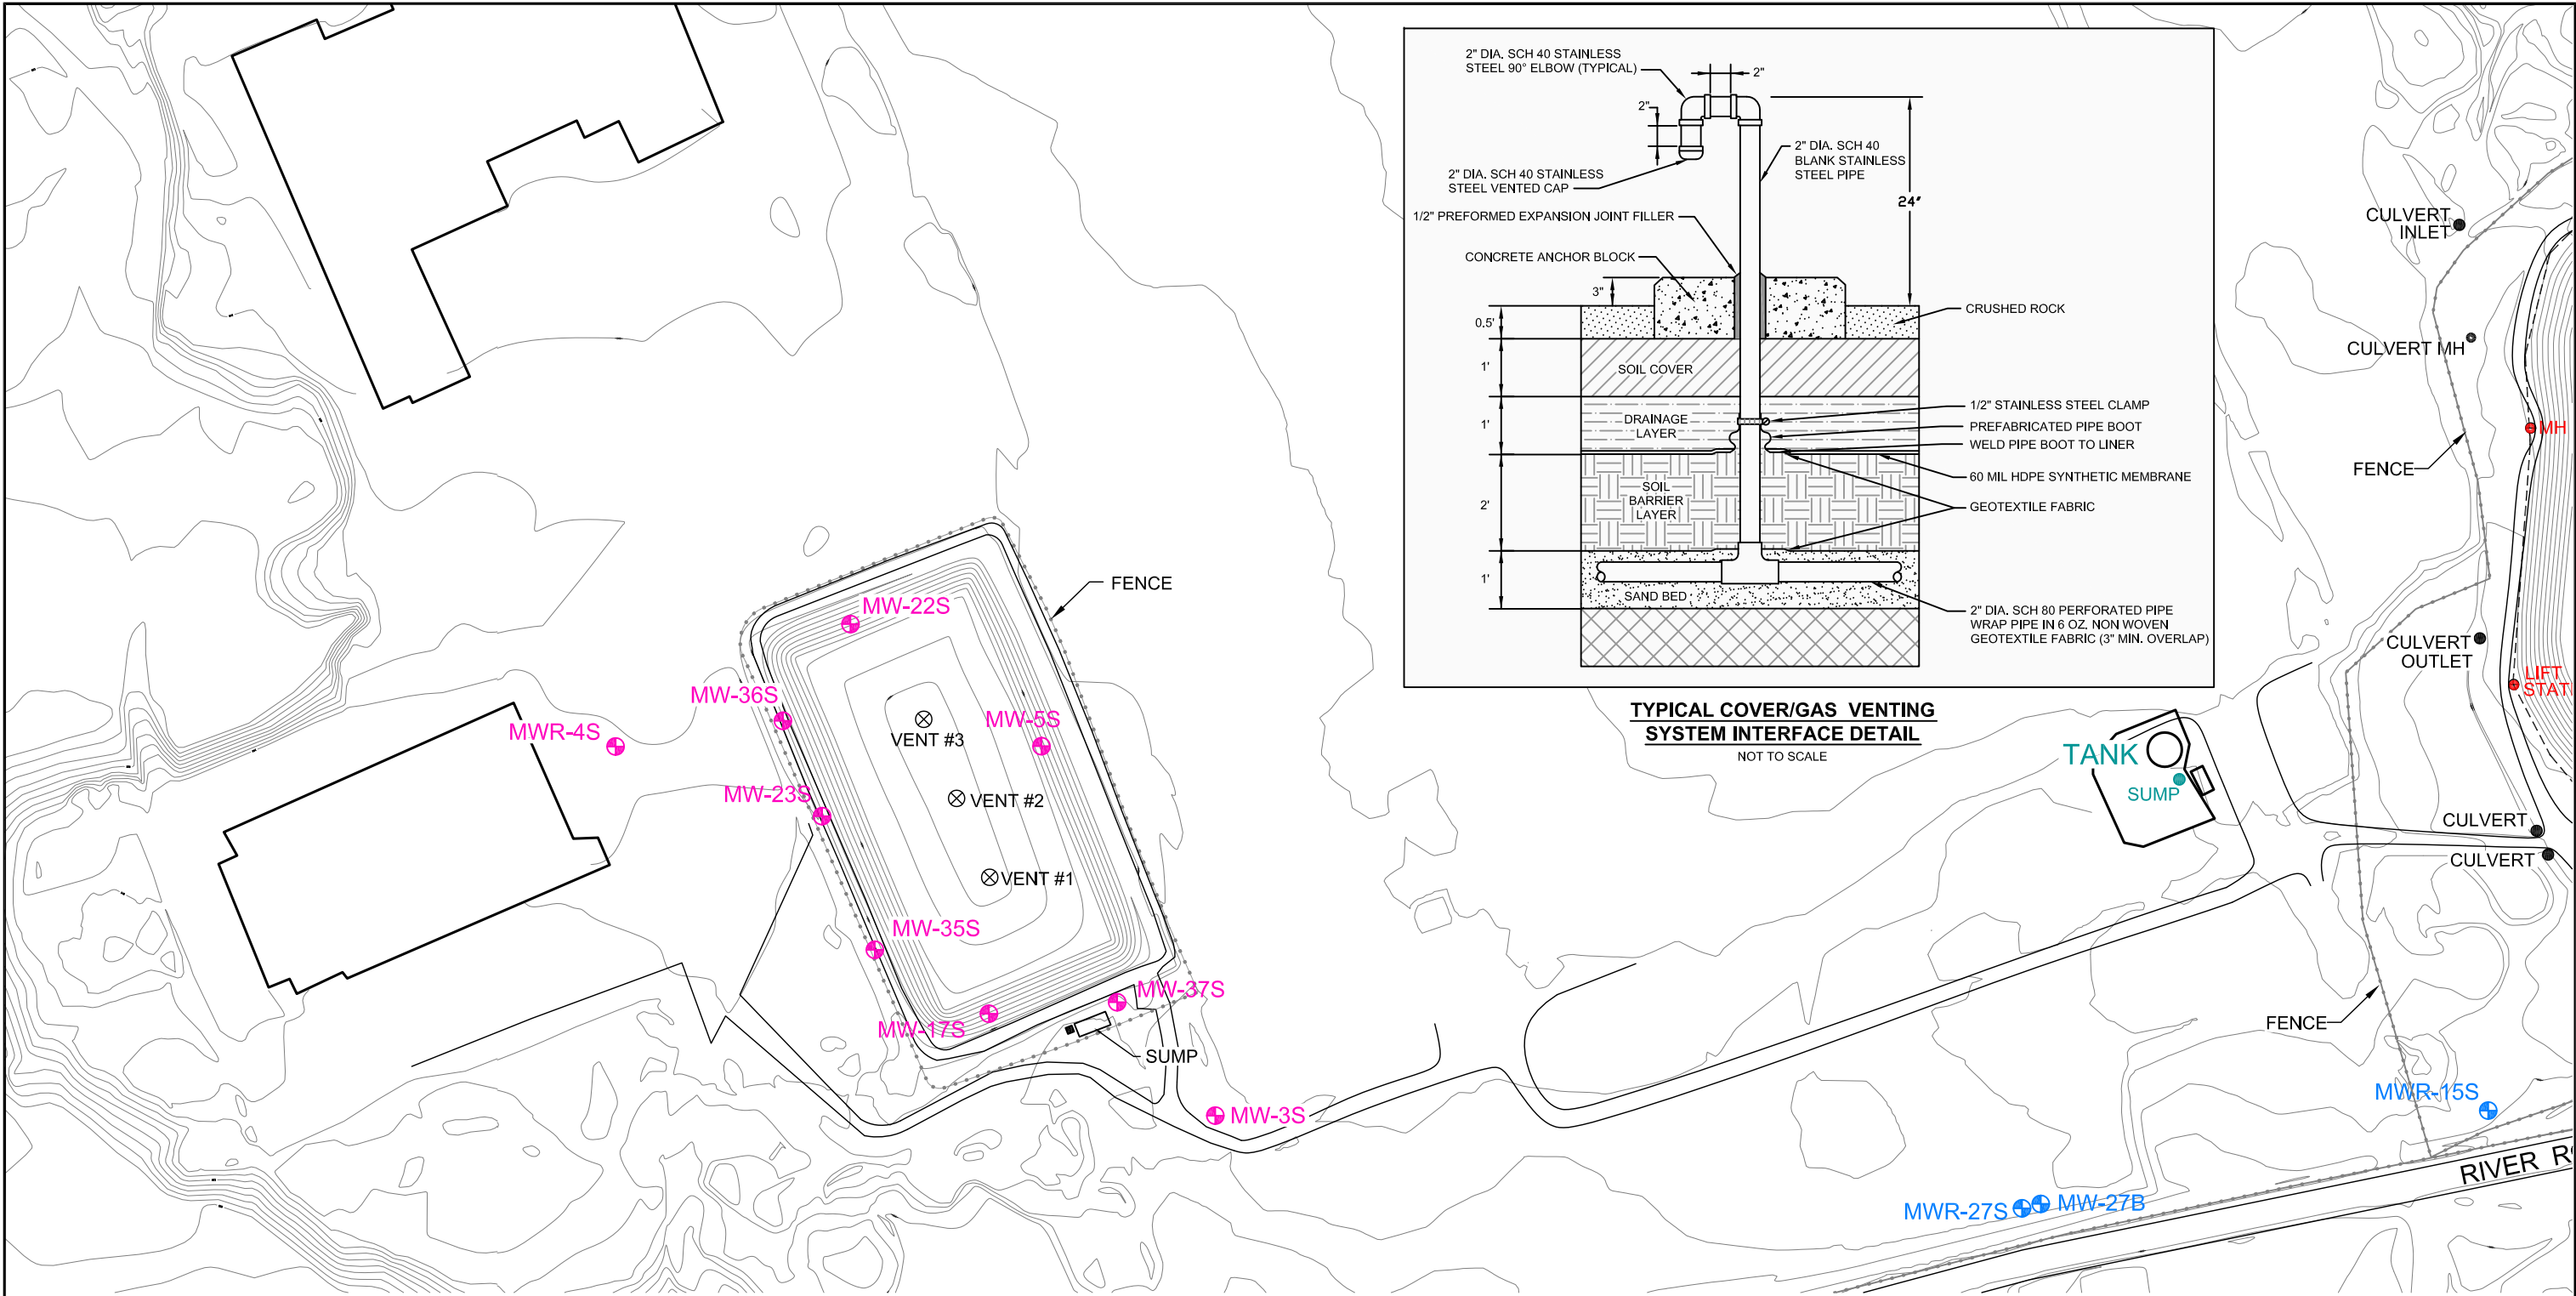 2" DIA. SCH 40 STAINLESS
STEEL 90° ELBOW (TYPICAL)
2"
2"
2" DIA. SCH 40
BLANK STAINLESS
STEEL PIPE
2" DIA. SCH 40 STAINLESS
STEEL VENTED CAP
24"
1/2" PREFORMED EXPANSION JOINT FILLER
CONCRETE ANCHOR BLOCK
3"
CRUSHED ROCK
0.5'
1'
SOIL COVER
1'
DRAINAGE
LAYER
1/2" STAINLESS STEEL CLAMP
PREFABRICATED PIPE BOOT
WELD PIPE BOOT TO LINER
60 MIL HDPE SYNTHETIC MEMBRANE
2'
SOIL
BARRIER
LAYER
GEOTEXTILE FABRIC
1'
SAND BED
2" DIA. SCH 80 PERFORATED PIPE
WRAP PIPE IN 6 OZ. NON WOVEN
GEOTEXTILE FABRIC (3" MIN. OVERLAP)
TYPICAL COVER/GAS VENTING
SYSTEM INTERFACE DETAIL
NOT TO SCALE
CULVERT
INLET
CULVERT MH
MH
FENCE
CULVERT
OUTLET
LIFT
STAT
TANK
SUMP
CULVERT
CULVERT
FENCE
MWR-15S
RIVER R
MWR-27S
MW-27B
FENCE
MW-22S
MW-36S
MWR-4S
VENT #3
MW-5S
MW-23S
VENT #2
VENT #1
MW-35S
MW-37S
MW-17S
SUMP
MW-3S